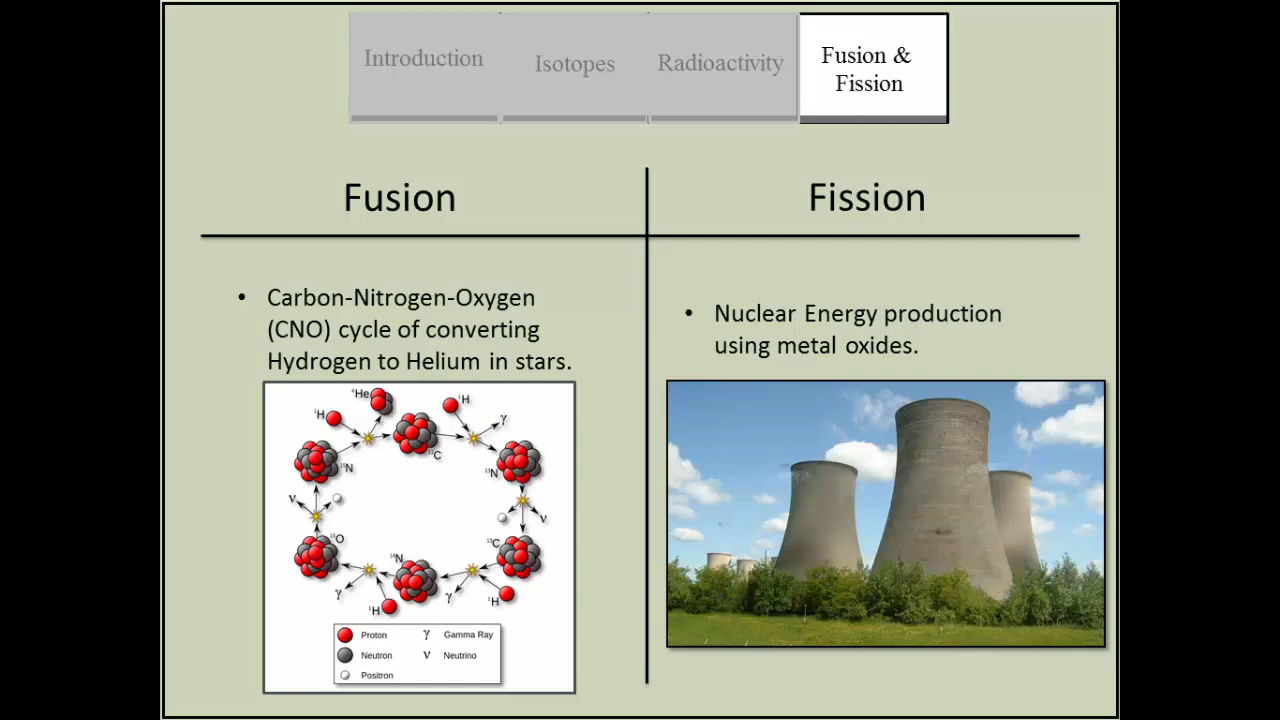 Introduction
Isotopes
Radioactivity
Fusion &
Fission
Fusion
Fission
• Carbon-Nitrogen-Oxygen
(CNO) cycle of converting
Hydrogen to Helium in stars.
• Nuclear Energy production
using metal oxides.
⁴He
¹H
¹H
γ
¹²C
¹⁵N
¹³N
ν
ν
¹⁵O
¹³C
¹⁴N
γ
γ
¹H
¹H
Proton γ Gamma Ray
Neutron ν Neutrino
Positron